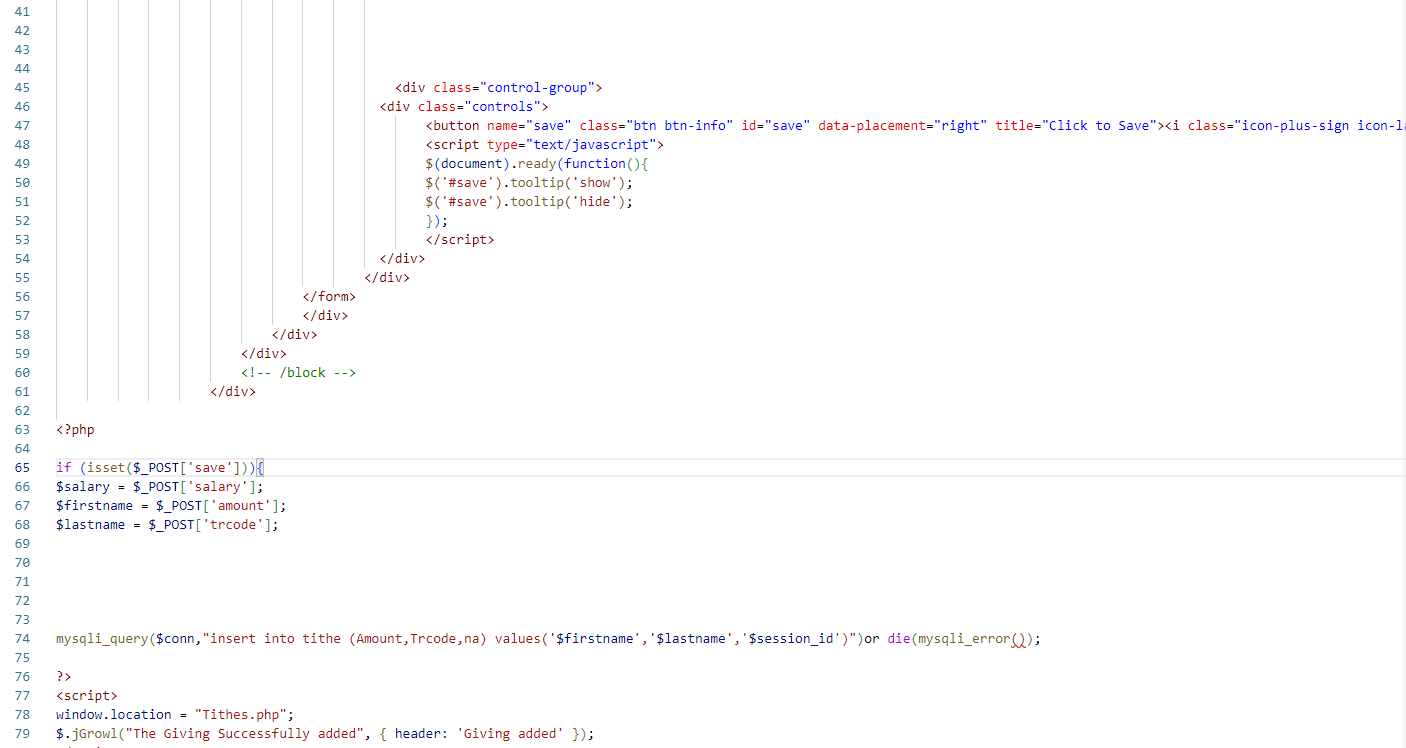 41
42
43
44
45 <div class="control-group">
46 <div class="controls">
47 <button name="save" class="btn btn-info" id="save" data-placement="right" title="Click to Save"><i class="icon-plus-sign
48 <script type="text/javascript">
49 $(document).ready(function(){
50 $('#save').tooltip('show');
51 $('#save').tooltip('hide');
52 });
53 </script>
54 </div>
55 </div>
56 </form>
57 </div>
58 </div>
59 </div>
60 <!-- /block -->
61 </div>
62
63 <?php
64
65 if (isset($_POST['save'])){
66 $salary = $_POST['salary'];
67 $firstname = $_POST['amount'];
68 $lastname = $_POST['trcode'];
69
70
71
72
73
74 mysqli_query($conn,"insert into tithe (Amount,Trcode,na) values('$firstname','$lastname','$session_id')")or die(mysqli_error());
75
76 ?>
77 <script>
78 window.location = "Tithes.php";
79 $.jGrowl("The Giving Successfully added", { header: 'Giving added' });